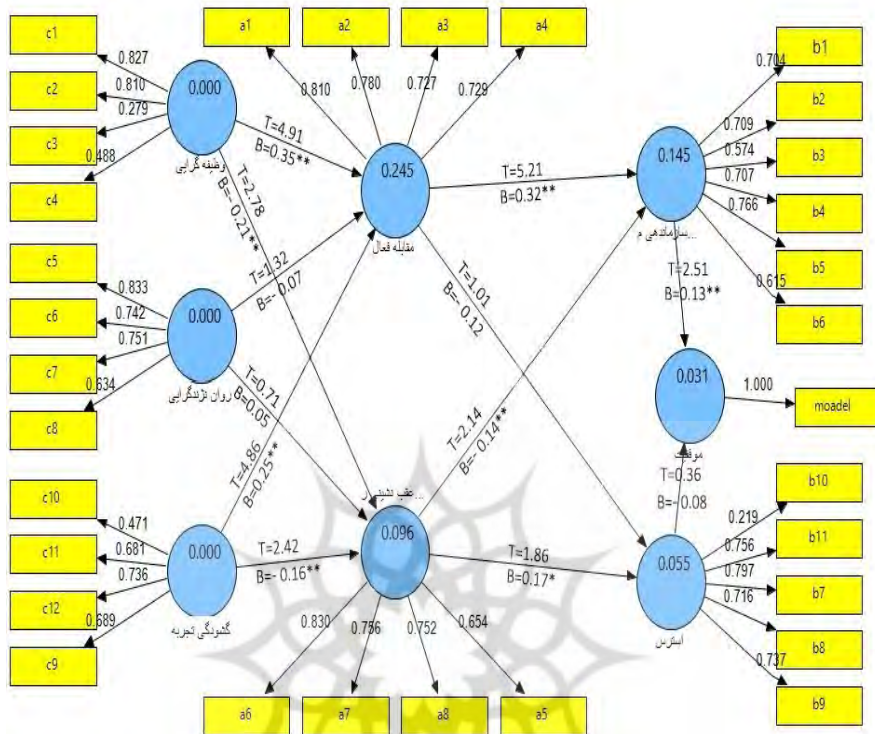 a1
a2
a3
a4
0.810
0.780
0.727
0.729
c1
c2
c3
c4
0.827
0.810
0.279
0.488
0.000
وظیفه گرایی
T=4.91
B=0.35**
T=2.78
B=- 0.21**
0.245
مقابله فعال
T=5.21
B=0.32**
T=1.01
B=- 0.12
0.145
سازماندهی م...
b1
b2
b3
b4
b5
b6
0.704
0.709
0.574
0.707
0.766
0.615
T=2.51
B=0.13**
c5
c6
c7
c8
0.833
0.742
0.751
0.634
0.000
روان نژندگرایی
T=1.32
B=- 0.07
T=0.71
B=0.05
0.031
موفقیت
1.000
moadel
T=0.36
B=- 0.08
c10
c11
c12
c9
0.471
0.681
0.736
0.689
0.000
گشودگی تجربه
T=4.86
B=0.25**
T=2.42
B=- 0.16**
عقب نشینی
0.096
T=2.14
B=- 0.14**
T=1.86
B=0.17*
0.055
استرس
b10
b11
b7
b8
b9
0.219
0.756
0.797
0.716
0.737
0.830
0.756
0.752
0.654
a6
a7
a8
a5